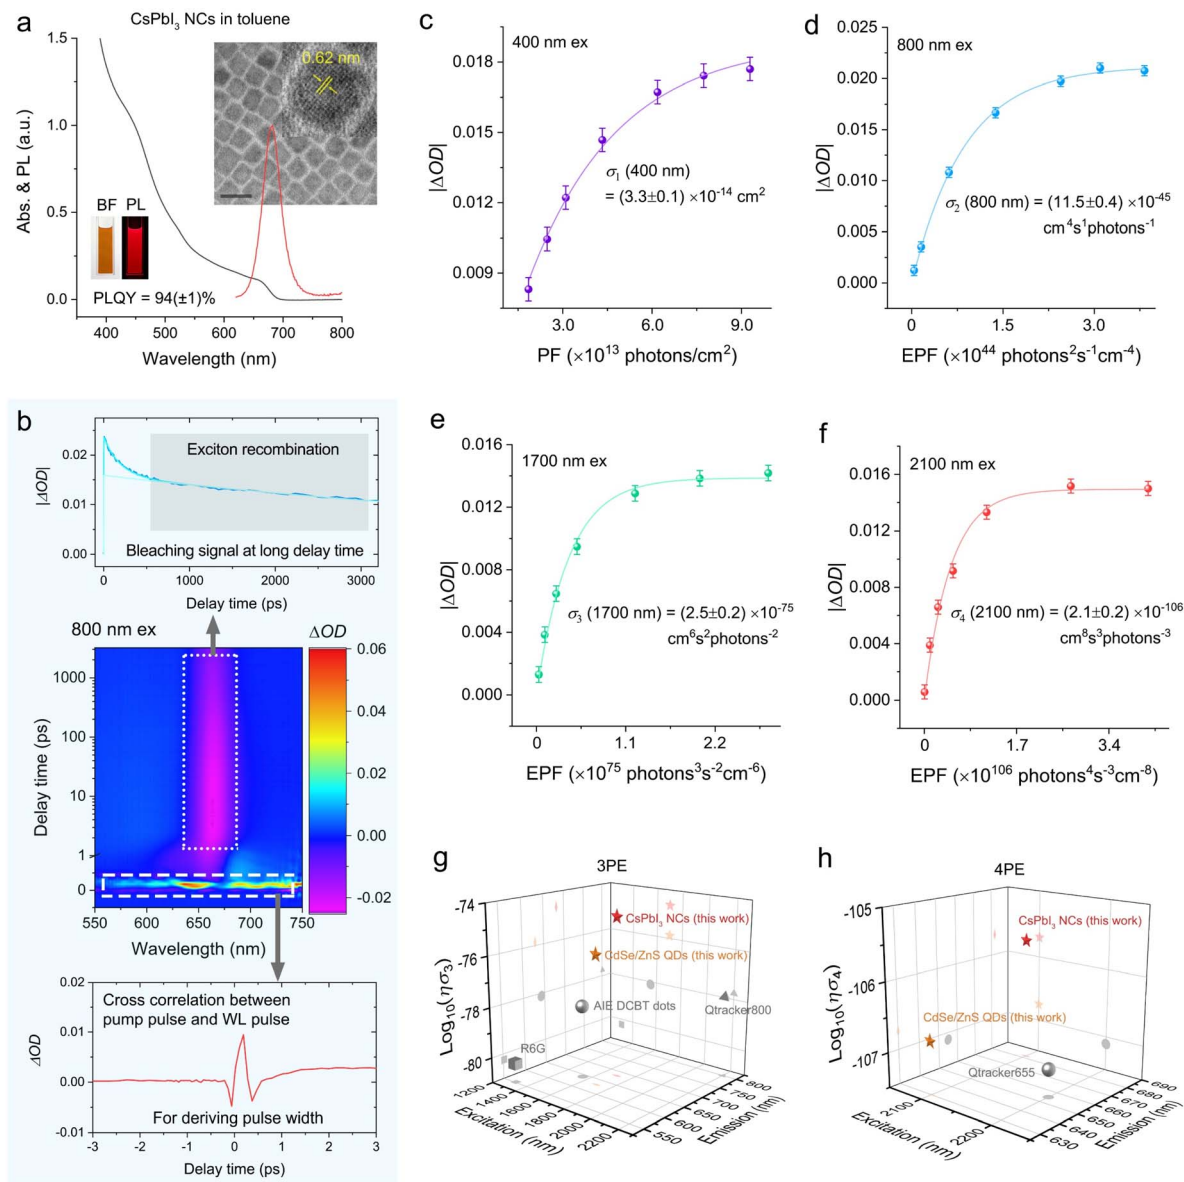 a
CsPbI₃ NCs in toluene
1.5
1.0
0.5
0.0
Abs. & PL (a.u.)
0.62 nm
BF PL
PLQY = 94(±1)%
400 500 600 700 800
Wavelength (nm)
b
0.02
0.01
0.00
|ΔOD|
Exciton recombination
Bleaching signal at long delay time
0 1000 2000 3000
Delay time (ps)
800 nm ex
ΔOD
1000
100
10
1
0
Delay time (ps)
0.06
0.04
0.02
0.00
-0.02
550 600 650 700 750
Wavelength (nm)
0.02
0.01
0.00
-0.01
ΔOD
Cross correlation between
pump pulse and WL pulse
For deriving pulse width
-3 -2 -1 0 1 2 3
Delay time (ps)
c
400 nm ex
0.018
0.015
0.012
0.009
|ΔOD|
σ₁ (400 nm)
= (3.3±0.1) ×10⁻¹⁴ cm²
3.0 6.0 9.0
PF (×10¹³ photons/cm²)
d
800 nm ex
0.025
0.020
0.015
0.010
0.005
0.000
|ΔOD|
σ₂ (800 nm) = (11.5±0.4) ×10⁻⁴⁵
cm⁴s¹photons⁻¹
0 1.5 3.0
EPF (×10⁴⁴ photons²s⁻¹cm⁻⁴)
e
1700 nm ex
0.016
0.012
0.008
0.004
0.000
|ΔOD|
σ₃ (1700 nm) = (2.5±0.2) ×10⁻⁷⁵
cm⁶s²photons⁻²
0 1.1 2.2
EPF (×10⁷⁵ photons³s⁻²cm⁻⁶)
f
2100 nm ex
0.016
0.012
0.008
0.004
0.000
|ΔOD|
σ₄ (2100 nm) = (2.1±0.2) ×10⁻¹⁰⁶
cm⁸s³photons⁻³
0 1.7 3.4
EPF (×10¹⁰⁶ photons⁴s⁻³cm⁻⁸)
g
3PE
-74
-76
-78
-80
Log₁₀(ησ₃)
CsPbI₃ NCs (this work)
CdSe/ZnS QDs (this work)
AIE DCBT dots
Qtracker800
R6G
1200 1400 1600 1800 2000 2200
Excitation (nm)
550 600 650 700 750 800
Emission (nm)
h
4PE
-105
-106
-107
Log₁₀(ησ₄)
CsPbI₃ NCs (this work)
CdSe/ZnS QDs (this work)
Qtracker655
2100 2200
Excitation (nm)
630 640 650 660 670 680 690
Emission (nm)